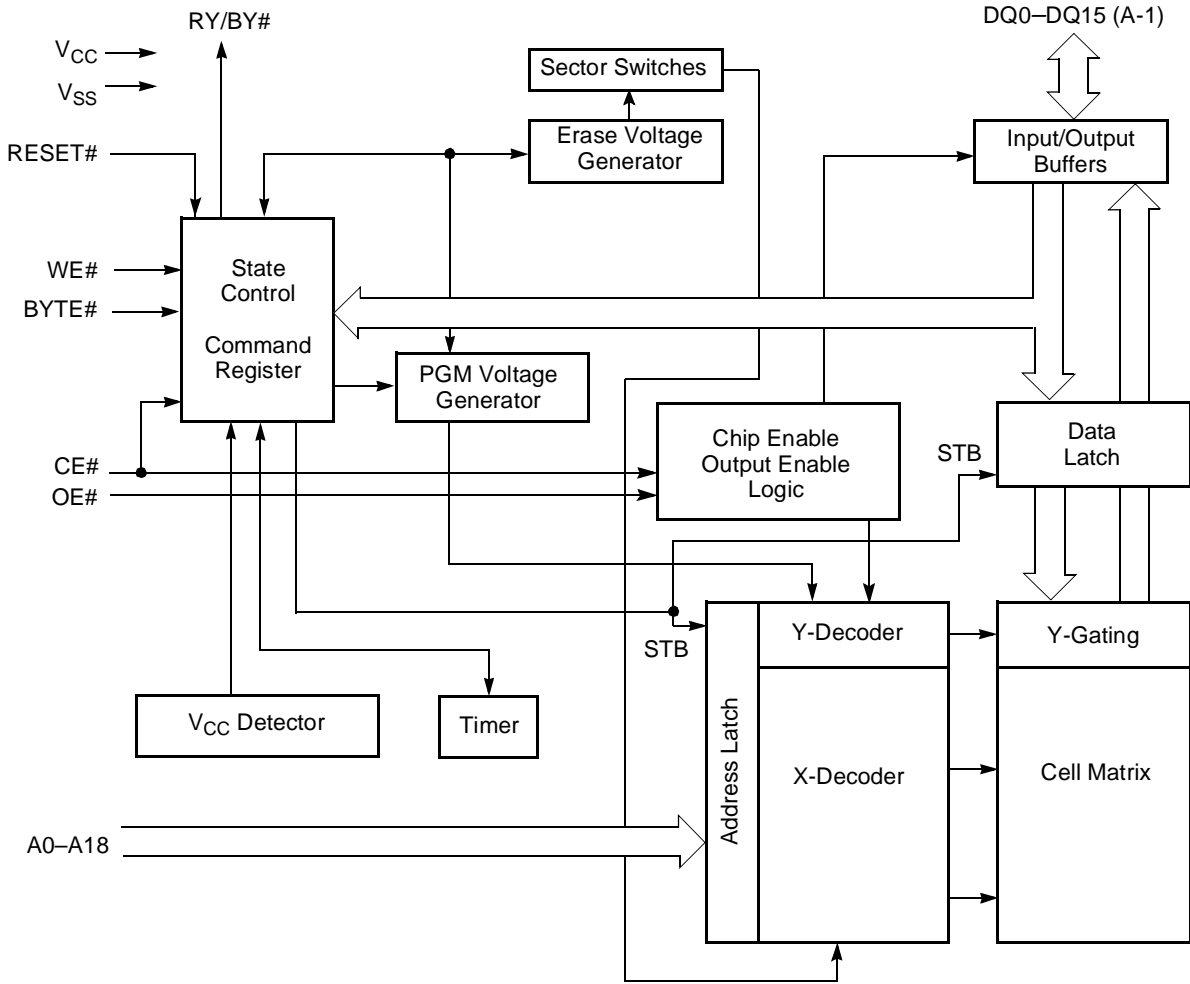 RY/BY#
DQ0–DQ15 (A-1)
VCC
VSS
Sector Switches
Erase Voltage
Generator
Input/Output
Buffers
RESET#
WE#
BYTE#
State
Control
Command
Register
PGM Voltage
Generator
Chip Enable
Output Enable
Logic
Data
Latch
STB
CE#
OE#
STB
Y-Decoder
Y-Gating
VCC Detector
Timer
Address Latch
X-Decoder
Cell Matrix
A0–A18